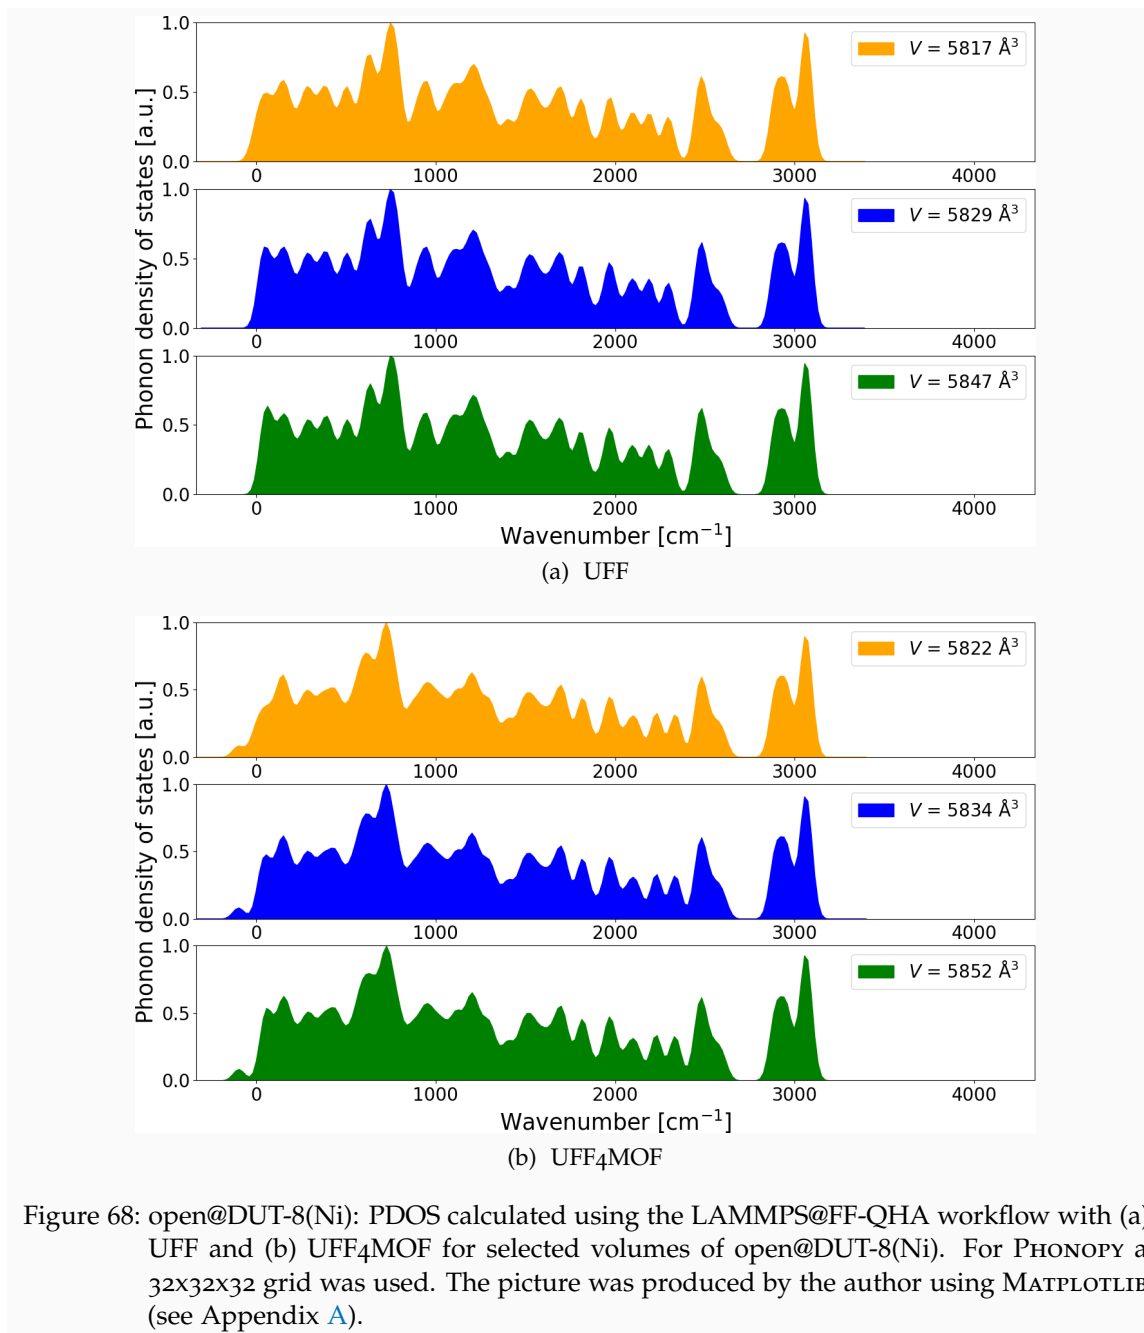 Phonon density of states [a.u.]
1.0
0.5
0.0
V = 5817 Å³
0 1000 2000 3000 4000
1.0
0.5
0.0
V = 5829 Å³
0 1000 2000 3000 4000
1.0
0.5
0.0
V = 5847 Å³
0 1000 2000 3000 4000
Wavenumber [cm⁻¹]
(a) UFF
Phonon density of states [a.u.]
1.0
0.5
0.0
V = 5822 Å³
0 1000 2000 3000 4000
1.0
0.5
0.0
V = 5834 Å³
0 1000 2000 3000 4000
1.0
0.5
0.0
V = 5852 Å³
0 1000 2000 3000 4000
Wavenumber [cm⁻¹]
(b) UFF4MOF
Figure 68: open@DUT-8(Ni): PDOS calculated using the LAMMPS@FF-QHA workflow with (a)
UFF and (b) UFF4MOF for selected volumes of open@DUT-8(Ni). For PHONOPY a
32x32x32 grid was used. The picture was produced by the author using MATPLOTLIB
(see Appendix A).